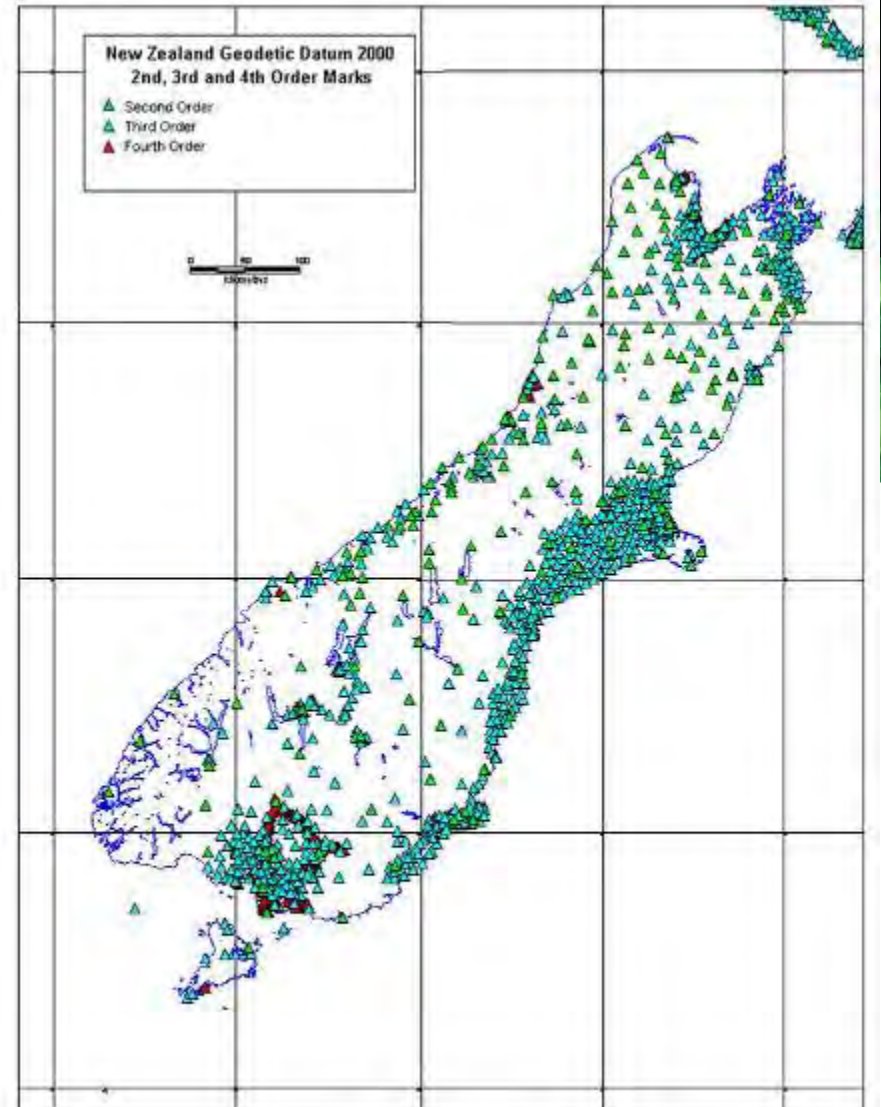 New Zealand Geodetic Datum 2000
2nd, 3rd and 4th Order Marks
Second Order
Third Order
Fourth Order
0 50 100